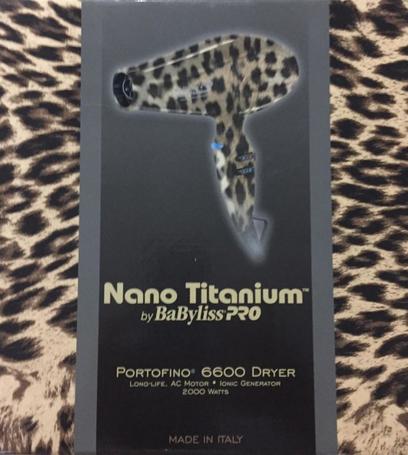 Nano Titanium™
by BaByliss PRO
PORTOFINO® 6600 DRYER
LONG-LIFE, AC MOTOR • IONIC GENERATOR
2000 WATTS
MADE IN ITALY